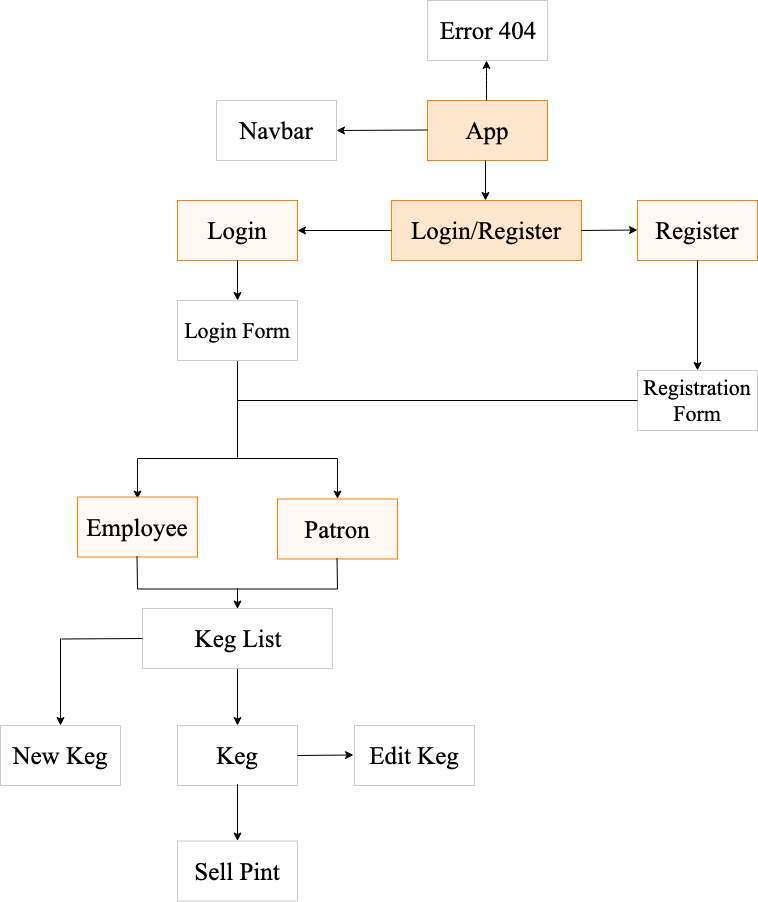 Error 404
Navbar
App
Login
Login/Register
Register
Login Form
Registration
Form
Employee
Patron
Keg List
New Keg
Keg
Edit Keg
Sell Pint